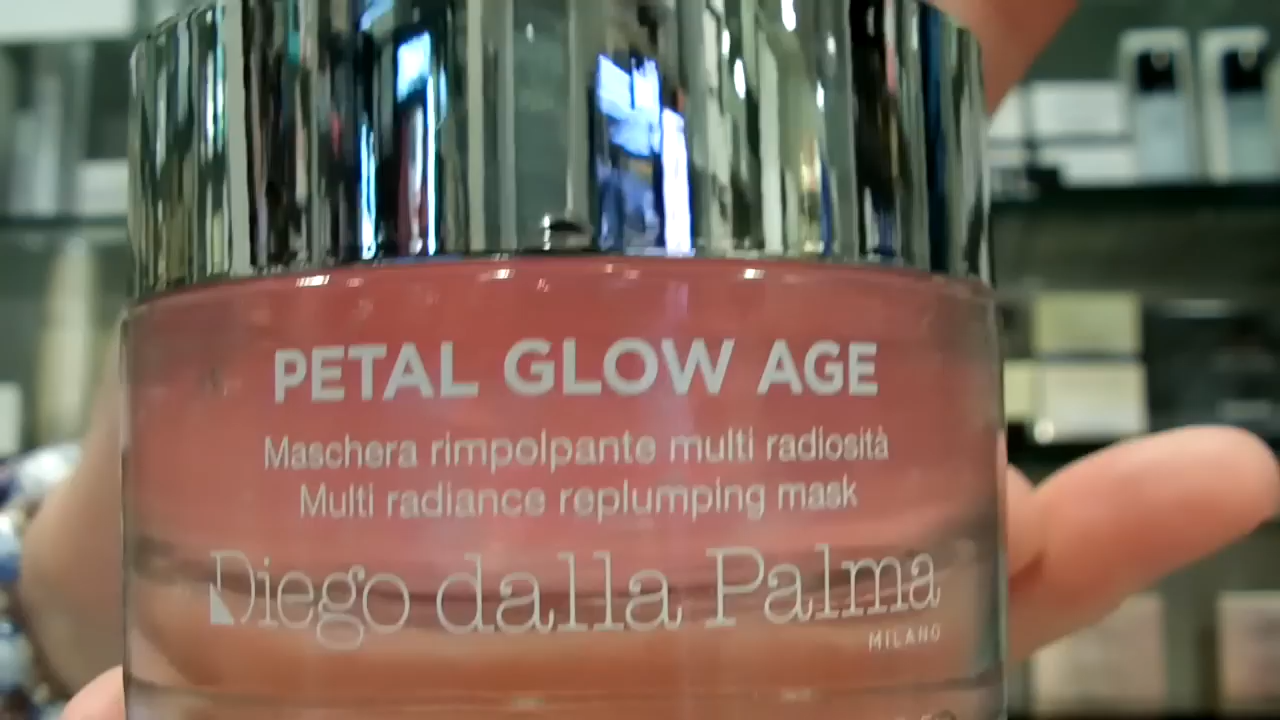 PETAL GLOW AGE
Maschera rimpolpante multi radiosità
Multi radiance replumping mask
Diego dalla Palma
MILANO